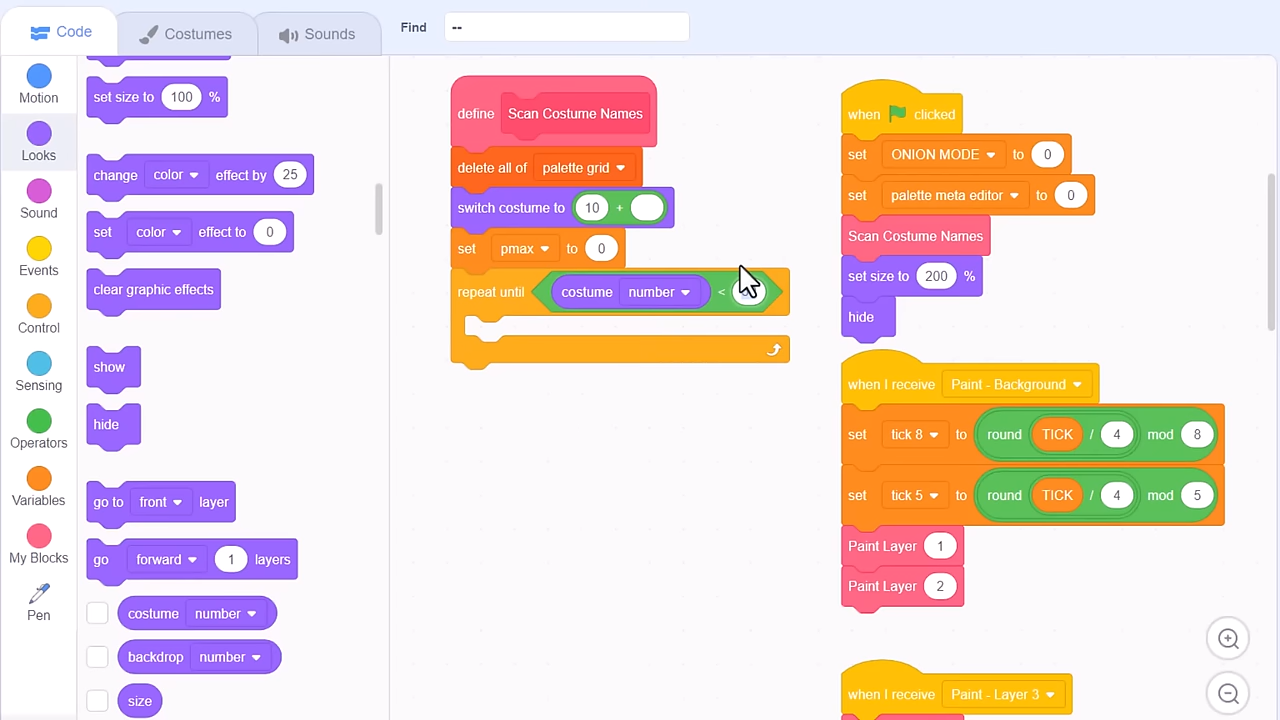 Code
Costumes
Sounds
Find
--
Motion
Looks
Sound
Events
Control
Sensing
Operators
Variables
My Blocks
Pen
set size to 100 %
change color effect by 25
set color effect to 0
clear graphic effects
show
hide
go to front layer
go forward 1 layers
costume number
backdrop number
size
define Scan Costume Names
delete all of palette grid
switch costume to 10 +
set pmax to 0
repeat until costume number <
when clicked
set ONION MODE to 0
set palette meta editor to 0
Scan Costume Names
set size to 200 %
hide
when I receive Paint - Background
set tick 8 to round TICK / 4 mod 8
set tick 5 to round TICK / 4 mod 5
Paint Layer 1
Paint Layer 2
when I receive Paint - Layer 3